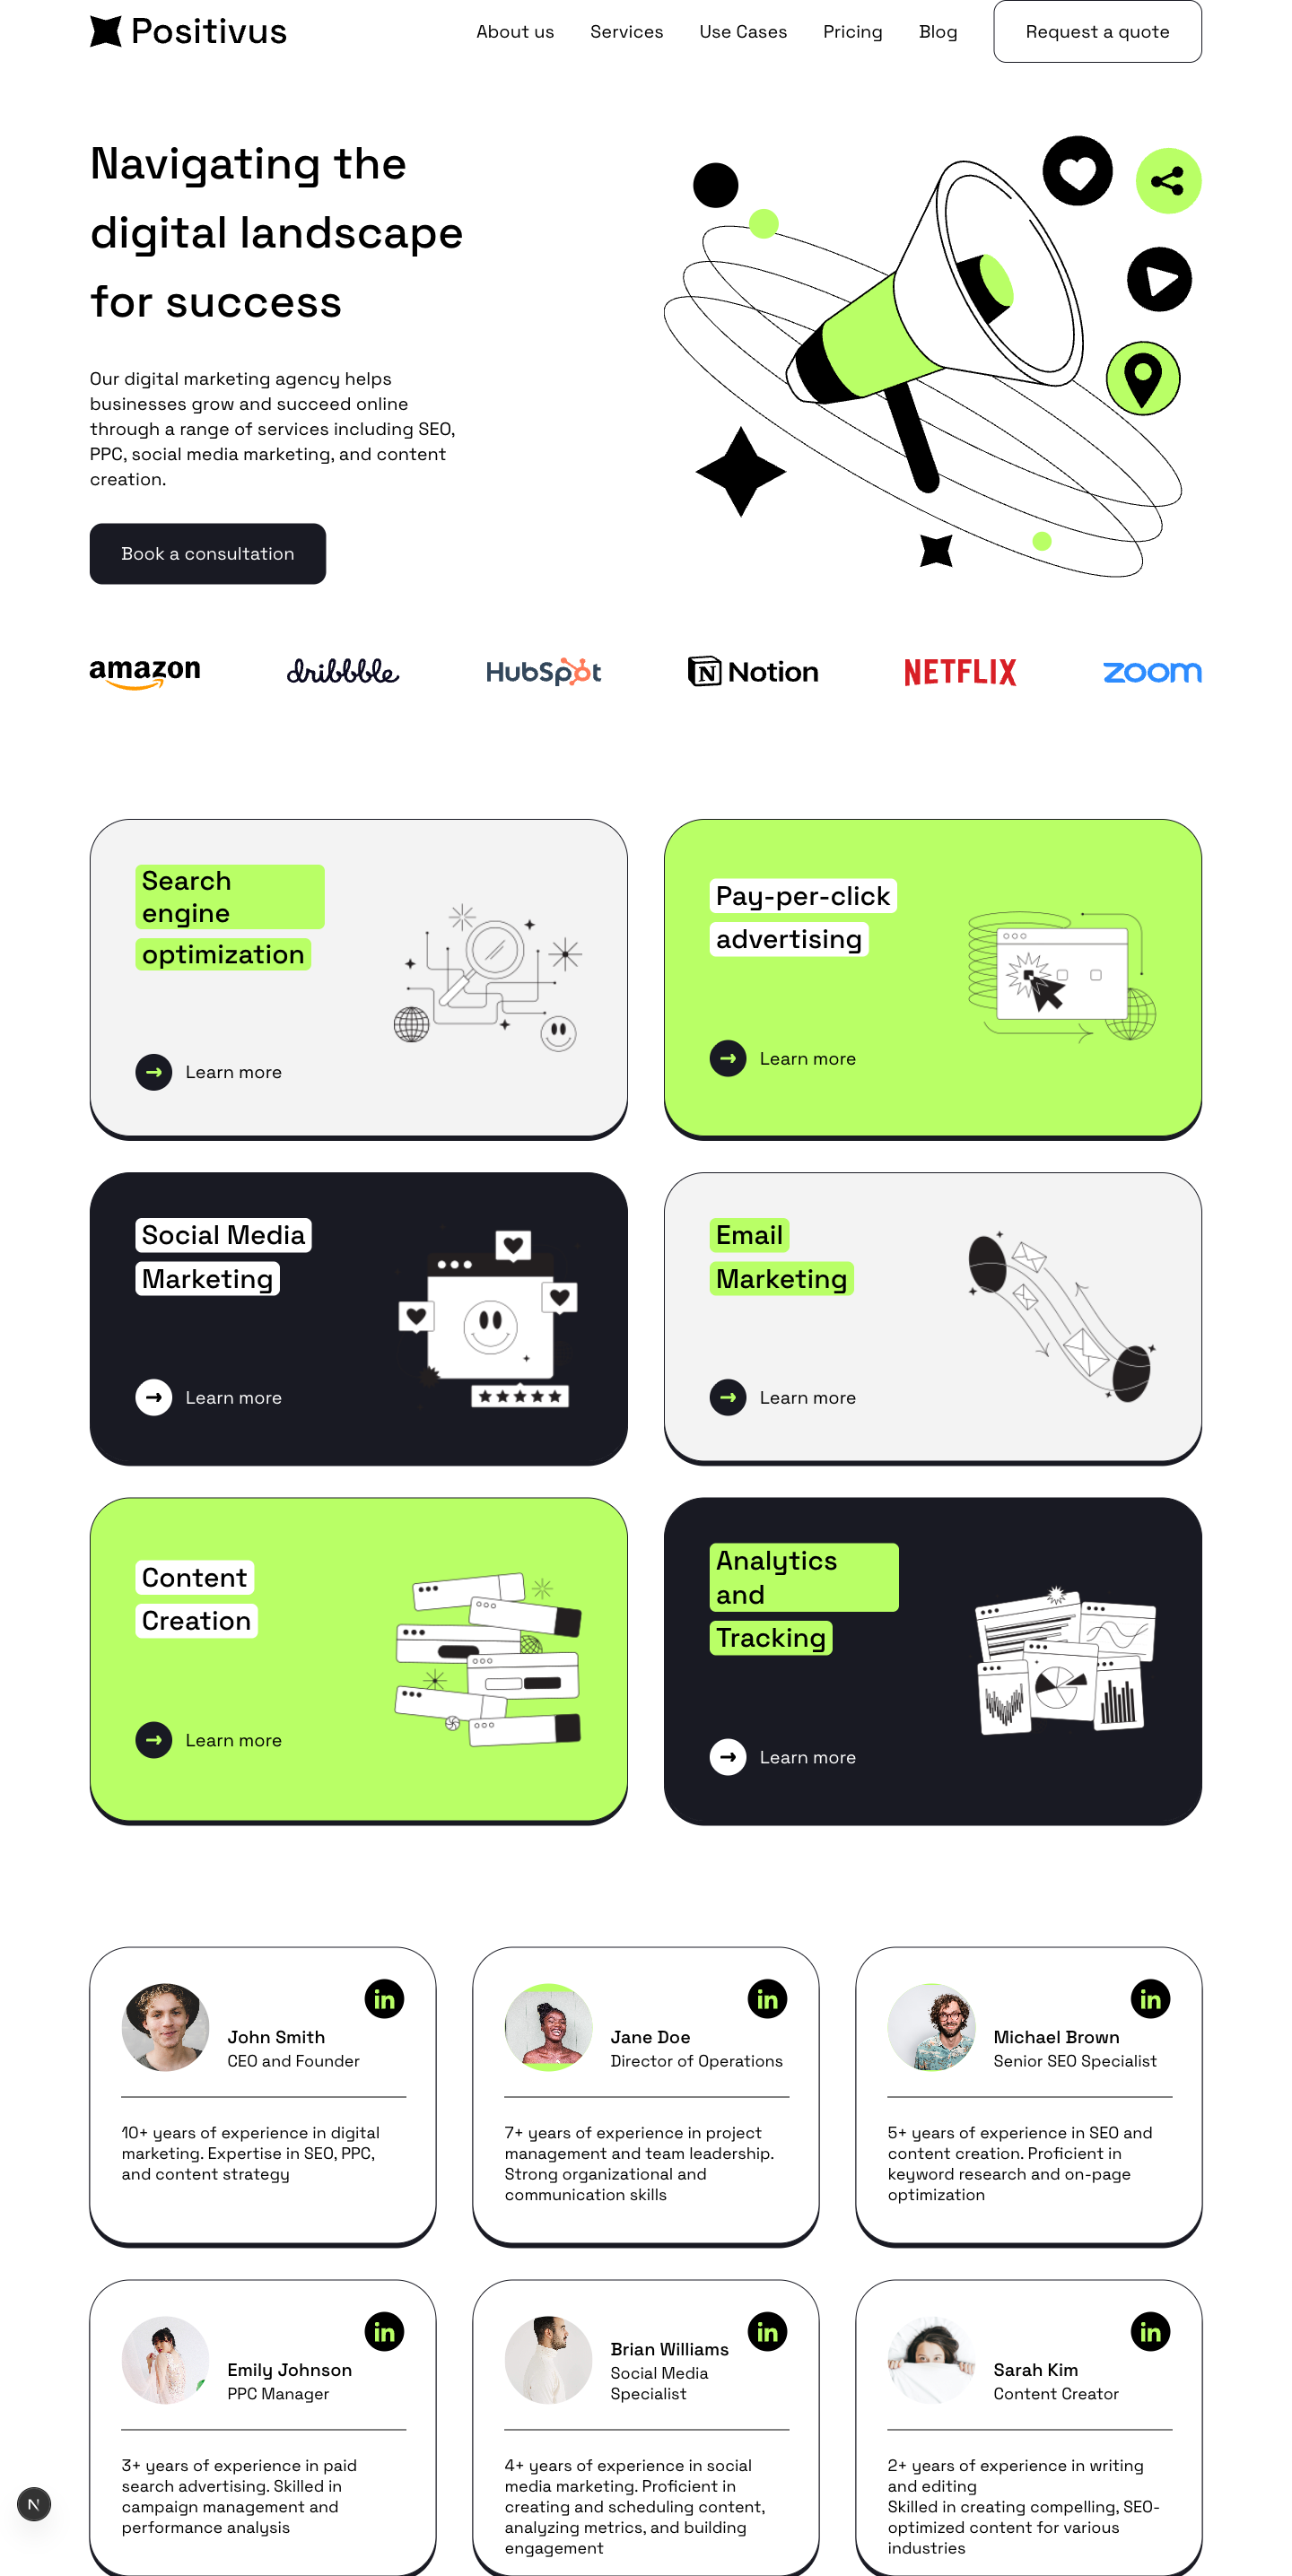 Positivus
About us
Services
Use Cases
Pricing
Blog
Request a quote
Navigating the
digital landscape
for success
Our digital marketing agency helps
businesses grow and succeed online
through a range of services including SEO,
PPC, social media marketing, and content
creation.
Book a consultation
amazon
dribbble
HubSpot
Notion
NETFLIX
zoom
Search
engine
optimization
Learn more
Pay-per-click
advertising
Learn more
Social Media
Marketing
Learn more
Email
Marketing
Learn more
Content
Creation
Learn more
Analytics
and
Tracking
Learn more
in
John Smith
CEO and Founder
10+ years of experience in digital
marketing. Expertise in SEO, PPC,
and content strategy
in
Jane Doe
Director of Operations
7+ years of experience in project
management and team leadership.
Strong organizational and
communication skills
in
Michael Brown
Senior SEO Specialist
5+ years of experience in SEO and
content creation. Proficient in
keyword research and on-page
optimization
in
Emily Johnson
PPC Manager
3+ years of experience in paid
search advertising. Skilled in
campaign management and
performance analysis
in
Brian Williams
Social Media
Specialist
4+ years of experience in social
media marketing. Proficient in
creating and scheduling content,
analyzing metrics, and building
engagement
in
Sarah Kim
Content Creator
2+ years of experience in writing
and editing
Skilled in creating compelling, SEO-
optimized content for various
industries
N